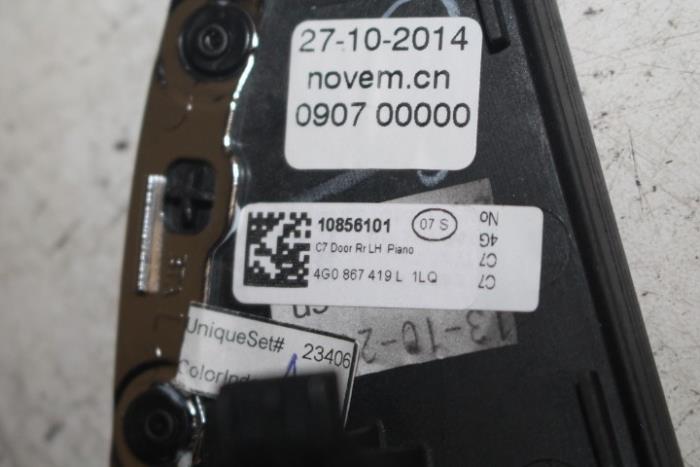 27-10-2014
novem.cn
0907 00000
10856101 07 S
C7 Door Rr LH Piano
4G0 867 419 L 1LQ
No
4G
C7
C7
13-10-2
cn
UniqueSet# 23406